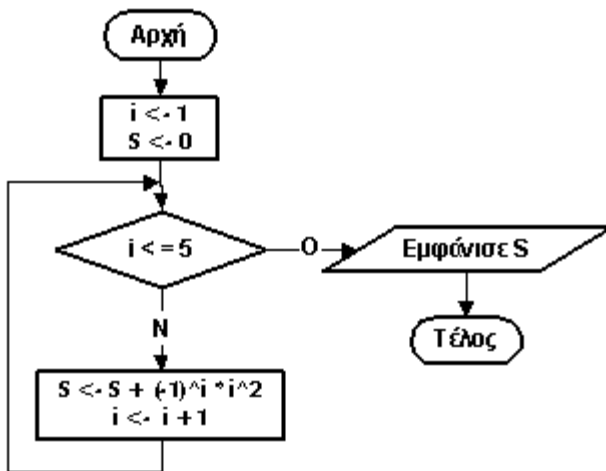 Αρχή
i <- 1
S <- 0
i <= 5
Ο
Εμφάνισε S
Ν
Τέλος
S <- S + (-1)^i *i^2
i <- i + 1